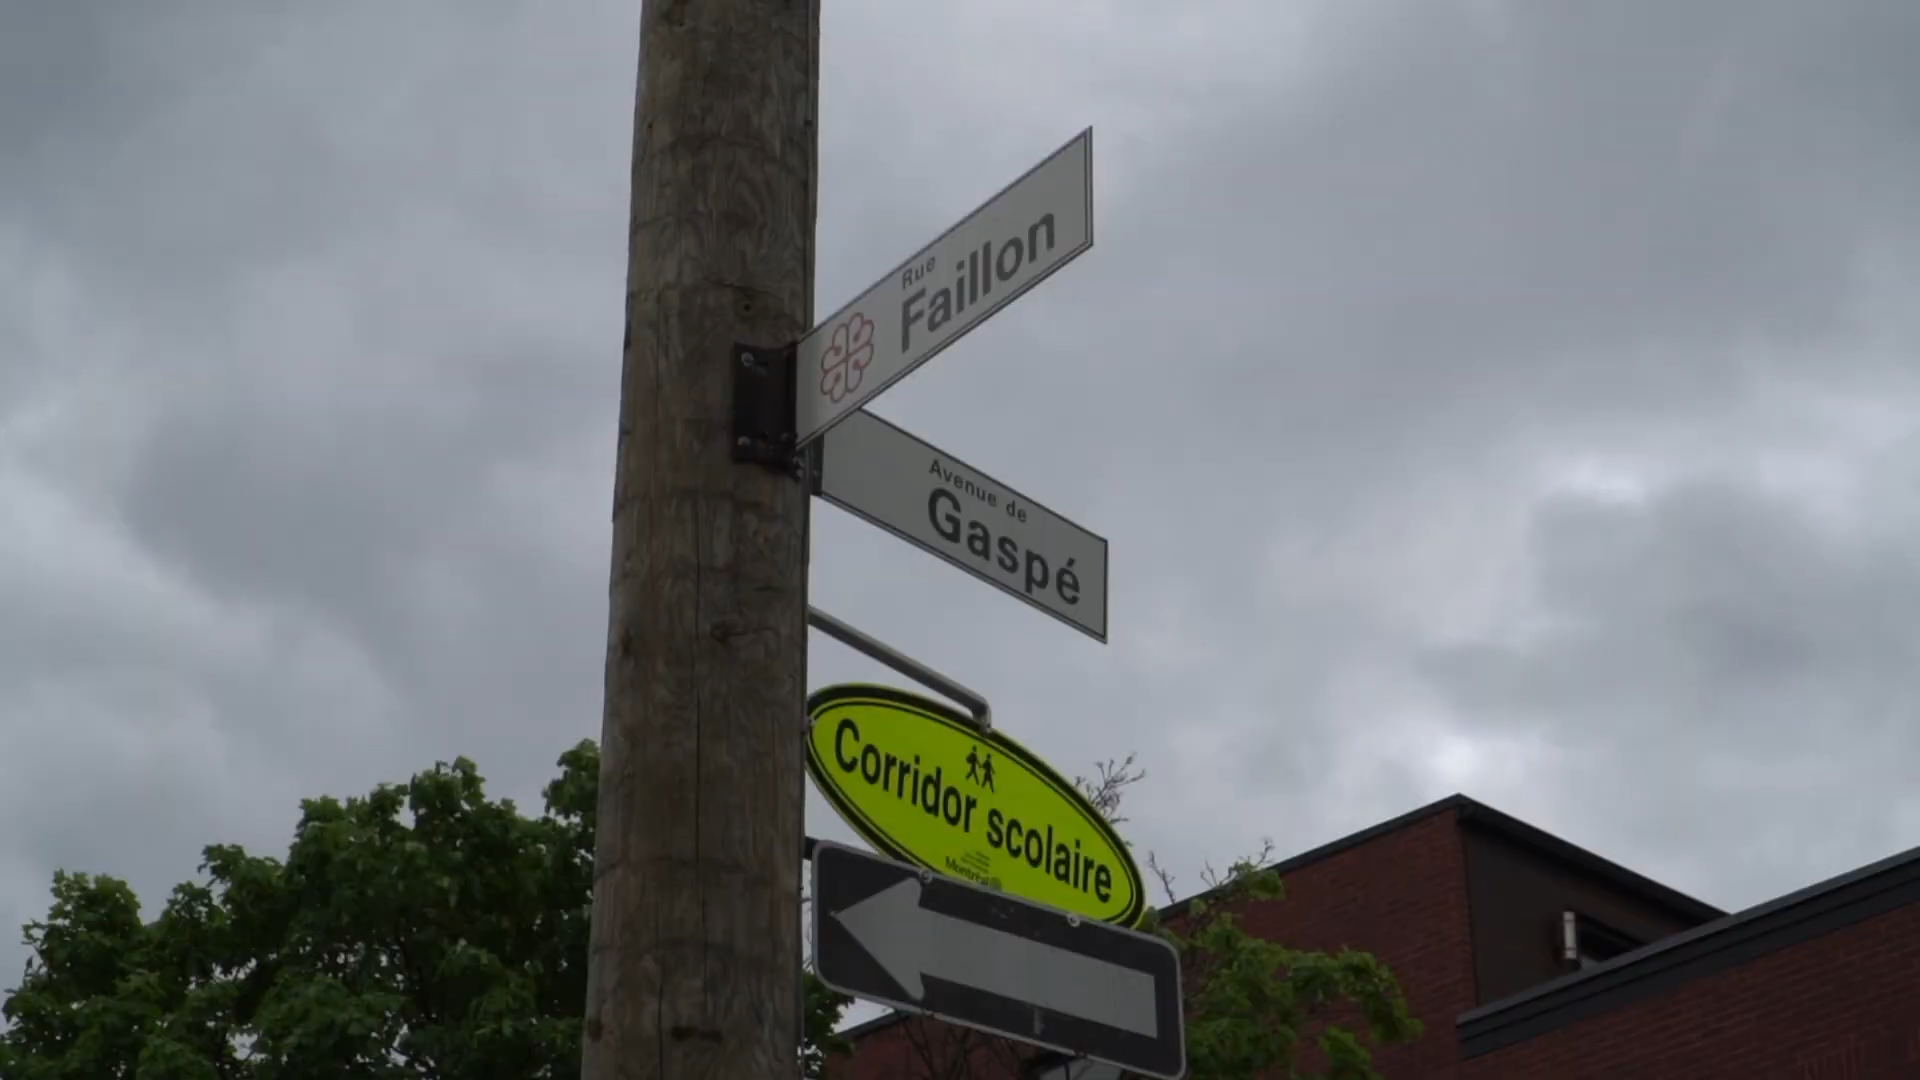 Rue
Faillon
Avenue de
Gaspé
Corridor scolaire
Montréal